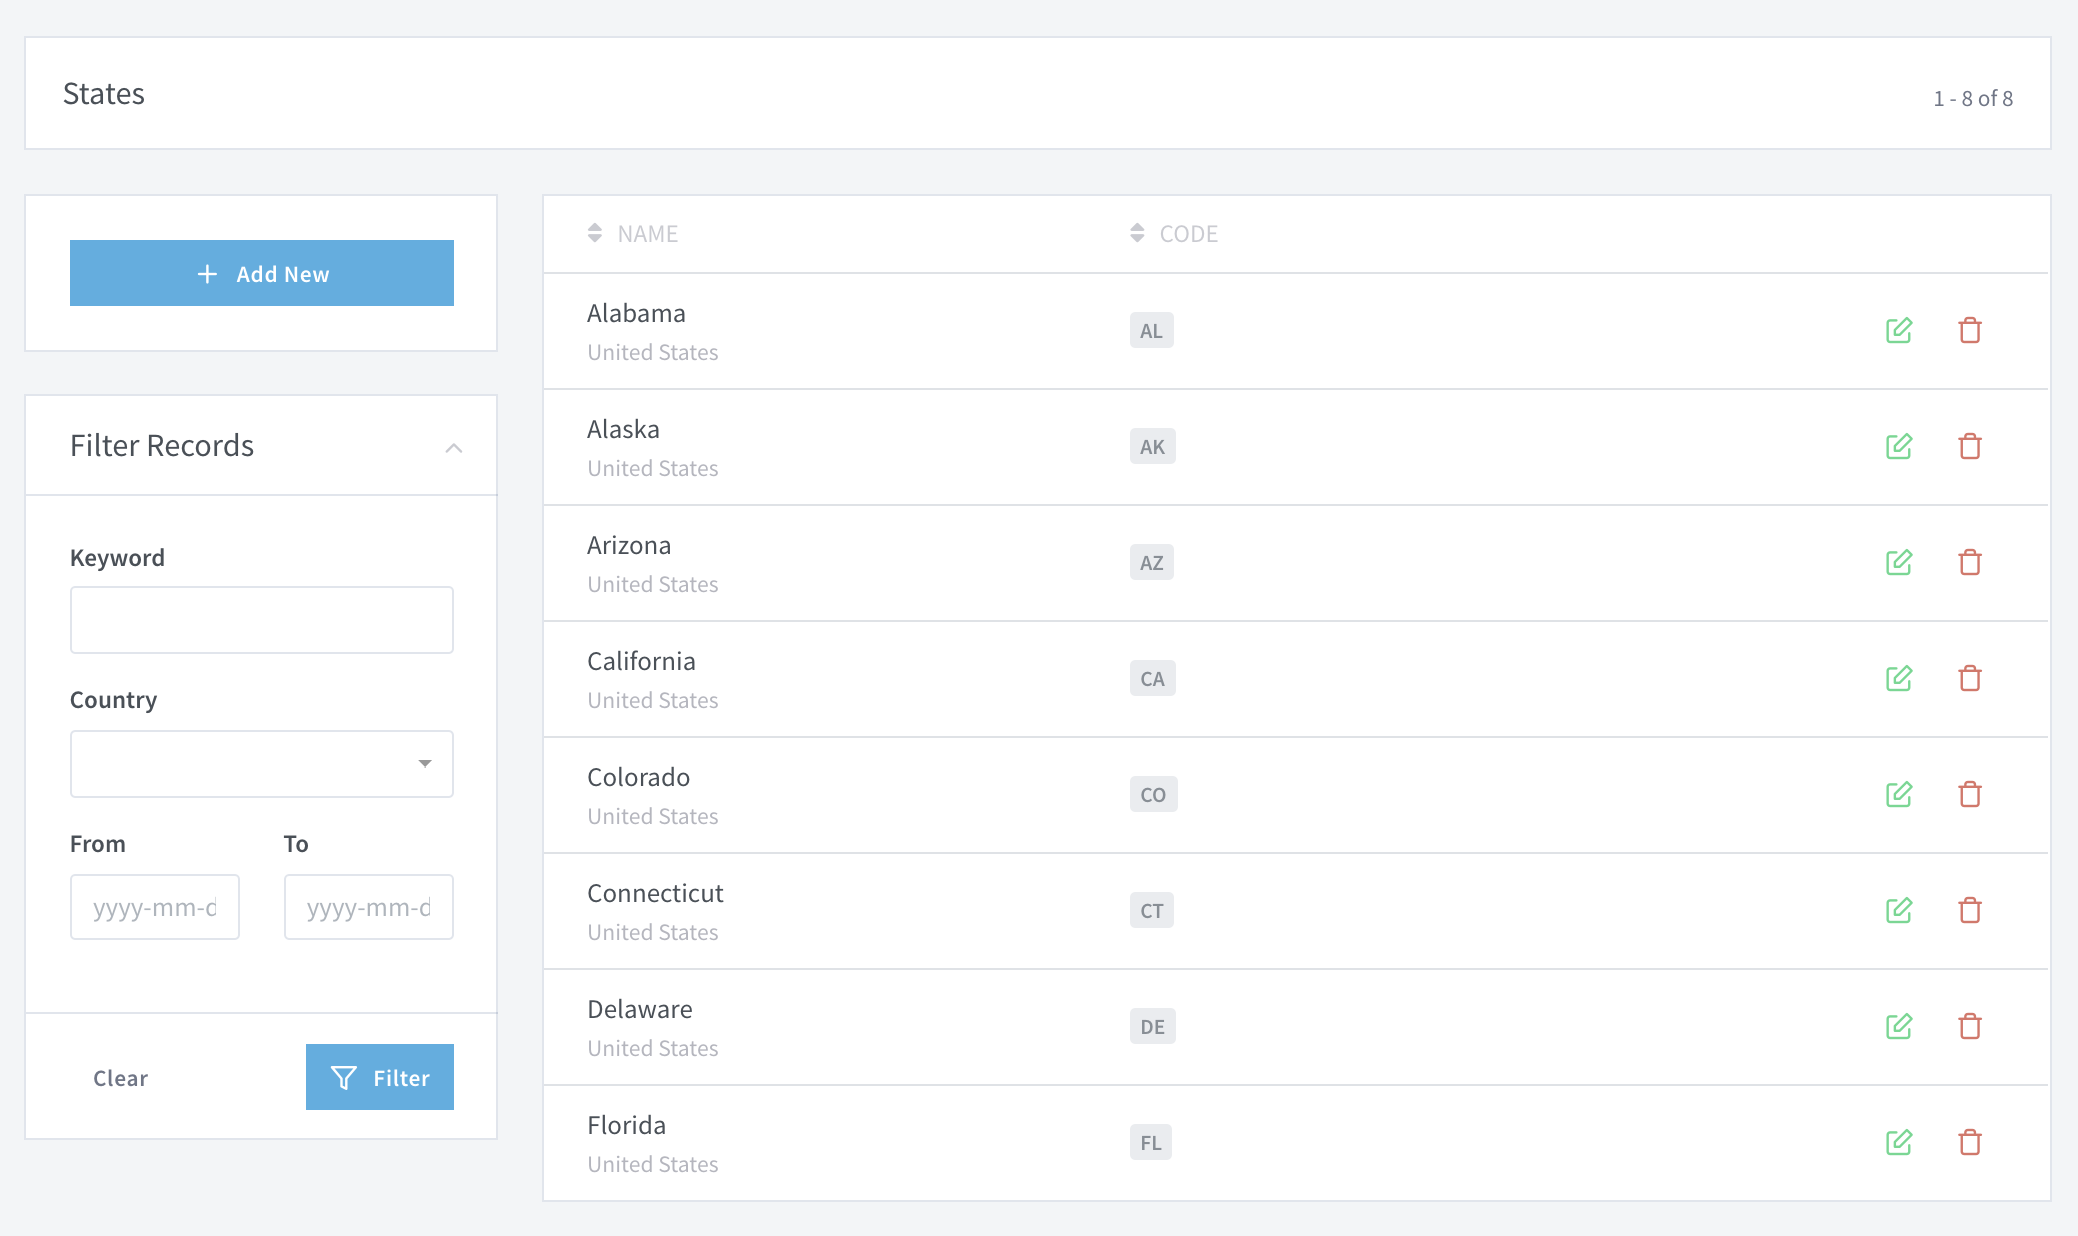 States
1 - 8 of 8
Add New
Filter Records
Keyword
Country
From
To
yyyy-mm-d
yyyy-mm-d
Clear
Filter
NAME
CODE
Alabama
United States
AL
Alaska
United States
AK
Arizona
United States
AZ
California
United States
CA
Colorado
United States
CO
Connecticut
United States
CT
Delaware
United States
DE
Florida
United States
FL